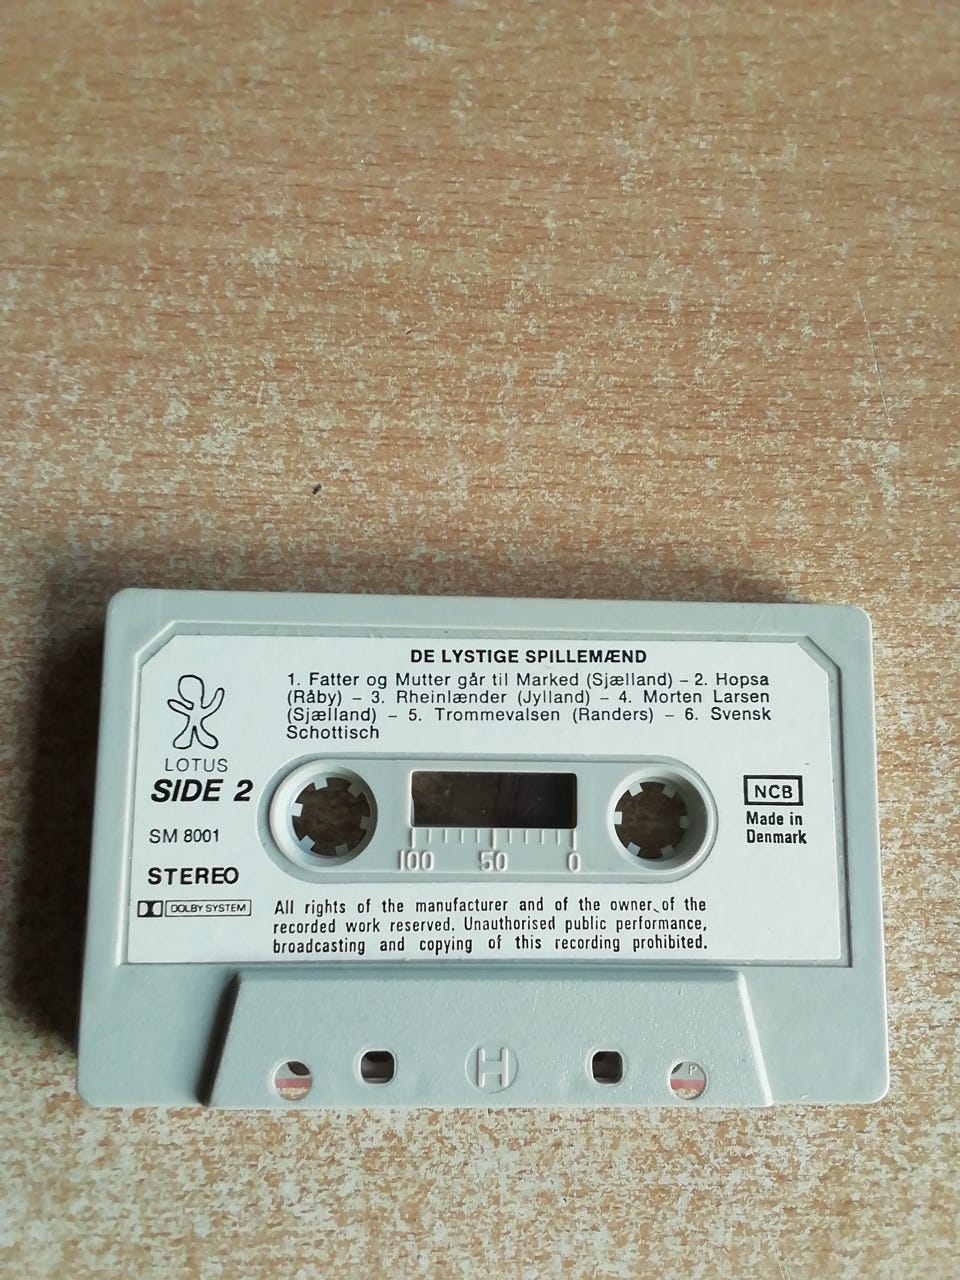 DE LYSTIGE SPILLEMÆND
1. Fatter og Mutter går til Marked (Sjælland) – 2. Hopsa
(Råby) – 3. Rheinlænder (Jylland) – 4. Morten Larsen
(Sjælland) – 5. Trommevalsen (Randers) – 6. Svensk
Schottisch
LOTUS
SIDE 2
SM 8001
STEREO
DOLBY SYSTEM
NCB
Made in
Denmark
100 50 0
All rights of the manufacturer and of the owner of the
recorded work reserved. Unauthorised public performance,
broadcasting and copying of this recording prohibited.
H
P